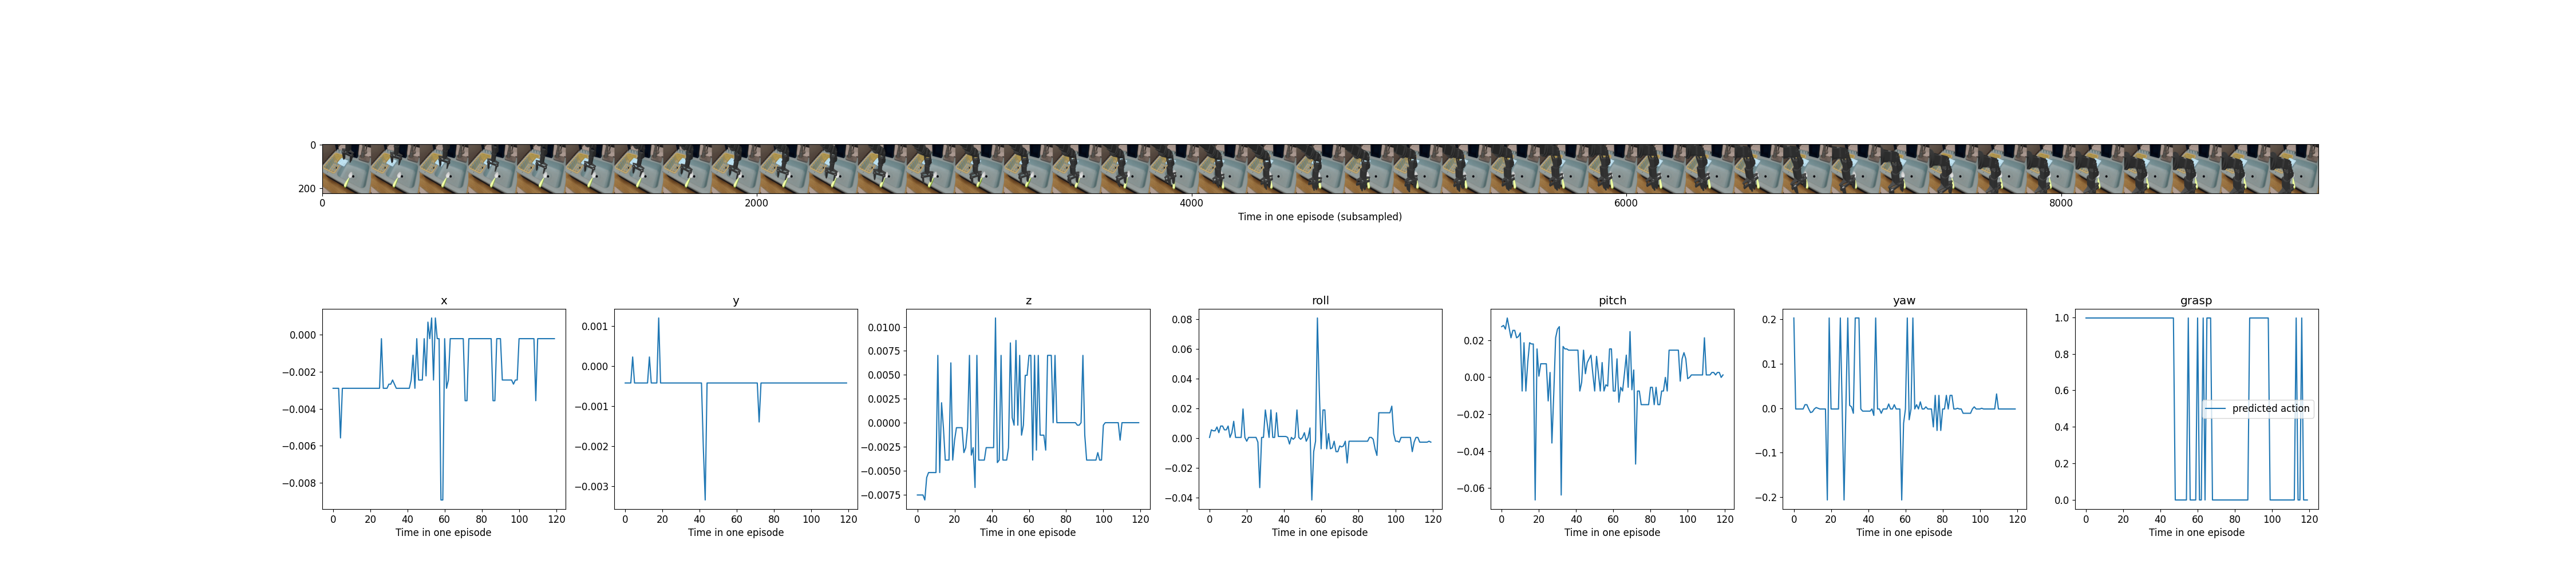 0
200
0 2000 4000 6000 8000
Time in one episode (subsampled)
x
0.000
−0.002
−0.004
−0.006
−0.008
0 20 40 60 80 100 120
Time in one episode
y
0.001
0.000
−0.001
−0.002
−0.003
0 20 40 60 80 100 120
Time in one episode
z
0.0100
0.0075
0.0050
0.0025
0.0000
−0.0025
−0.0050
−0.0075
0 20 40 60 80 100 120
Time in one episode
roll
0.08
0.06
0.04
0.02
0.00
−0.02
−0.04
0 20 40 60 80 100 120
Time in one episode
pitch
0.02
0.00
−0.02
−0.04
−0.06
0 20 40 60 80 100 120
Time in one episode
yaw
0.2
0.1
0.0
−0.1
−0.2
0 20 40 60 80 100 120
Time in one episode
grasp
1.0
0.8
0.6
0.4
0.2
0.0
predicted action
0 20 40 60 80 100 120
Time in one episode